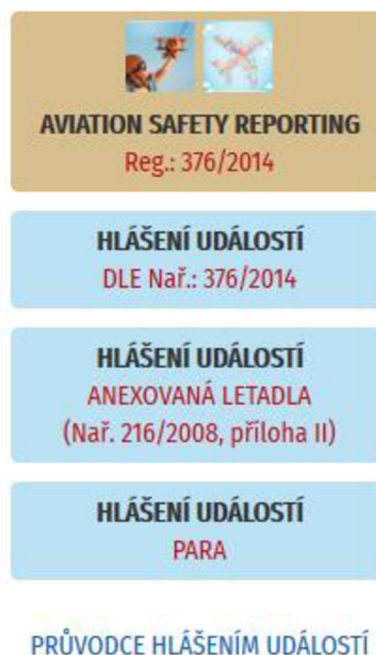 AVIATION SAFETY REPORTING
Reg.: 376/2014
HLÁŠENÍ UDÁLOSTÍ
DLE Nař.: 376/2014
HLÁŠENÍ UDÁLOSTÍ
ANEXOVANÁ LETADLA
(Nař. 216/2008, příloha II)
HLÁŠENÍ UDÁLOSTÍ
PARA
PRŮVODCE HLÁŠENÍM UDÁLOSTÍ